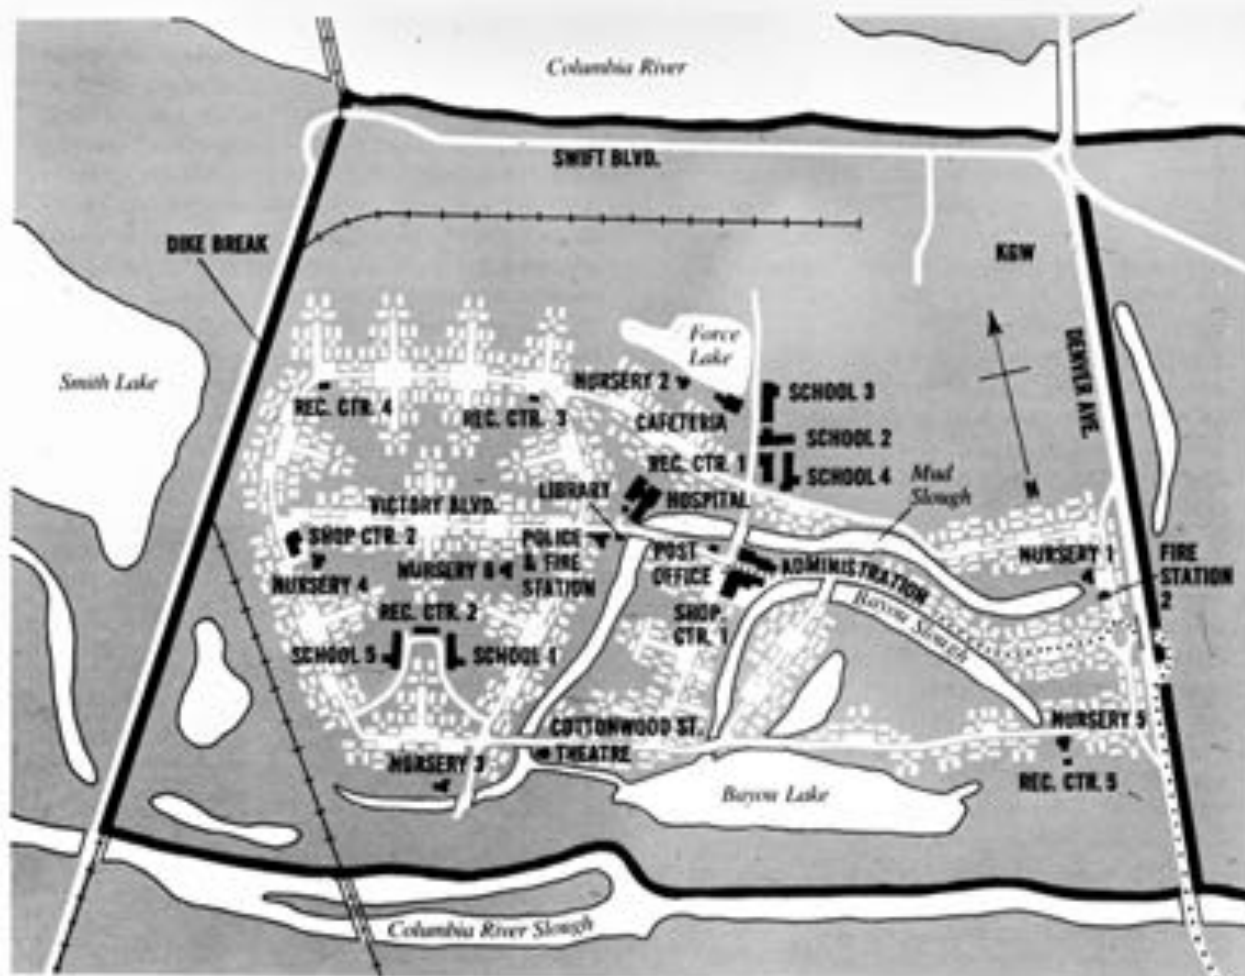 Columbia River
SWIFT BLVD.
DIKE BREAK
KGW
Force
Lake
DENVER AVE.
Smith Lake
NURSERY 2
SCHOOL 3
REC. CTR. 4
REC. CTR. 3
CAFETERIA
SCHOOL 2
REC. CTR. 1
SCHOOL 4
Mud
Slough
LIBRARY
HOSPITAL
N
VICTORY BLVD.
SHOP CTR. 2
POLICE
& FIRE
STATION
POST
OFFICE
ADMINISTRATION
NURSERY 1
FIRE
STATION
2
NURSERY 4
NURSERY 6
Bayou Slough
REC. CTR. 2
SHOP.
CTR. 1
SCHOOL 5
SCHOOL 1
COTTONWOOD ST.
THEATRE
NURSERY 5
NURSERY 3
Bayou Lake
REC. CTR. 5
Columbia River Slough